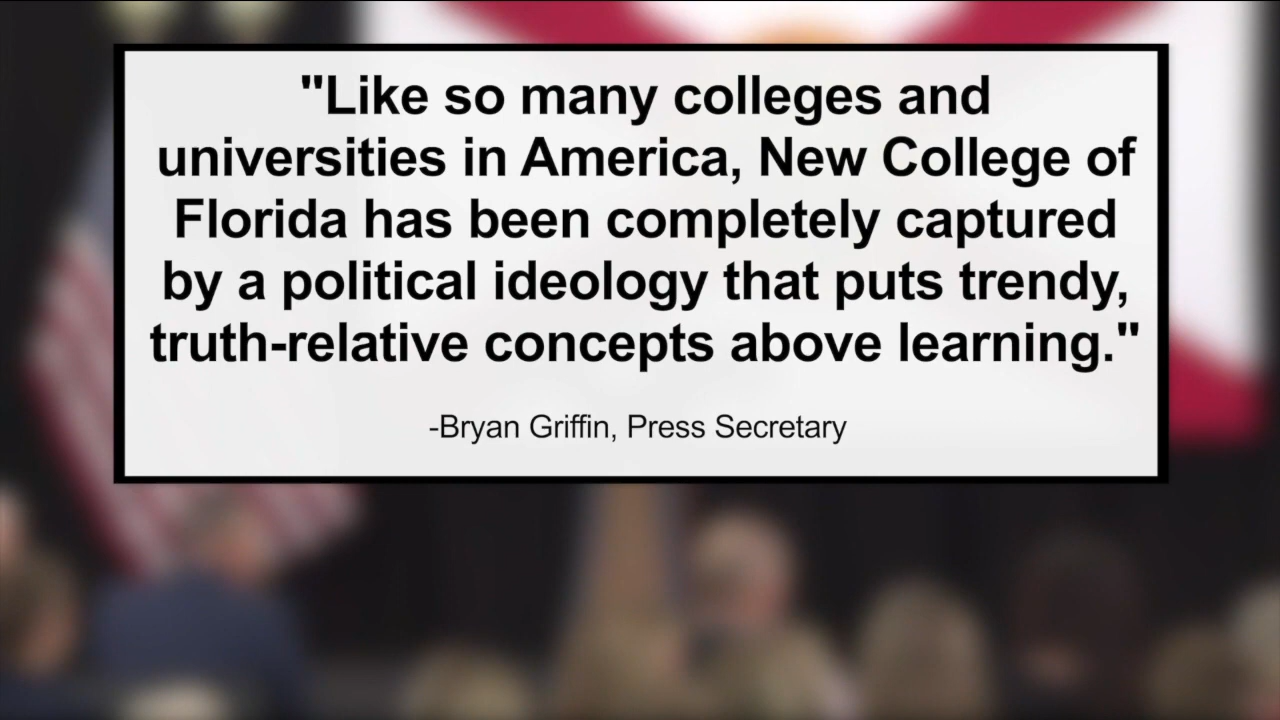 "Like so many colleges and
universities in America, New College of
Florida has been completely captured
by a political ideology that puts trendy,
truth-relative concepts above learning."
-Bryan Griffin, Press Secretary